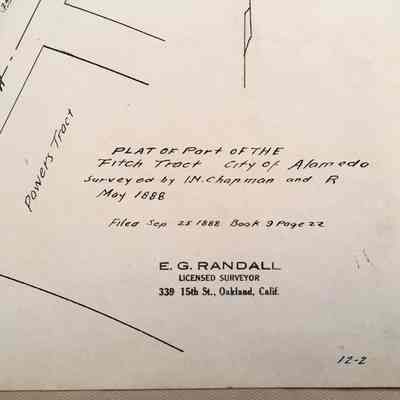 Powers Tract
PLAT OF Part OF THE
Fitch Tract City of Alamedo
Surveyed by I.N. Chapman and R
May 1888
Filed Sep 25 1888 Book 9 Page 22
E. G. RANDALL
LICENSED SURVEYOR
339 15th St., Oakland, Calif.
12-2